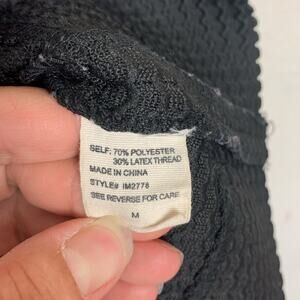 SELF: 70% POLYESTER
30% LATEX THREAD
MADE IN CHINA
STYLE# IM2778
SEE REVERSE FOR CARE
M